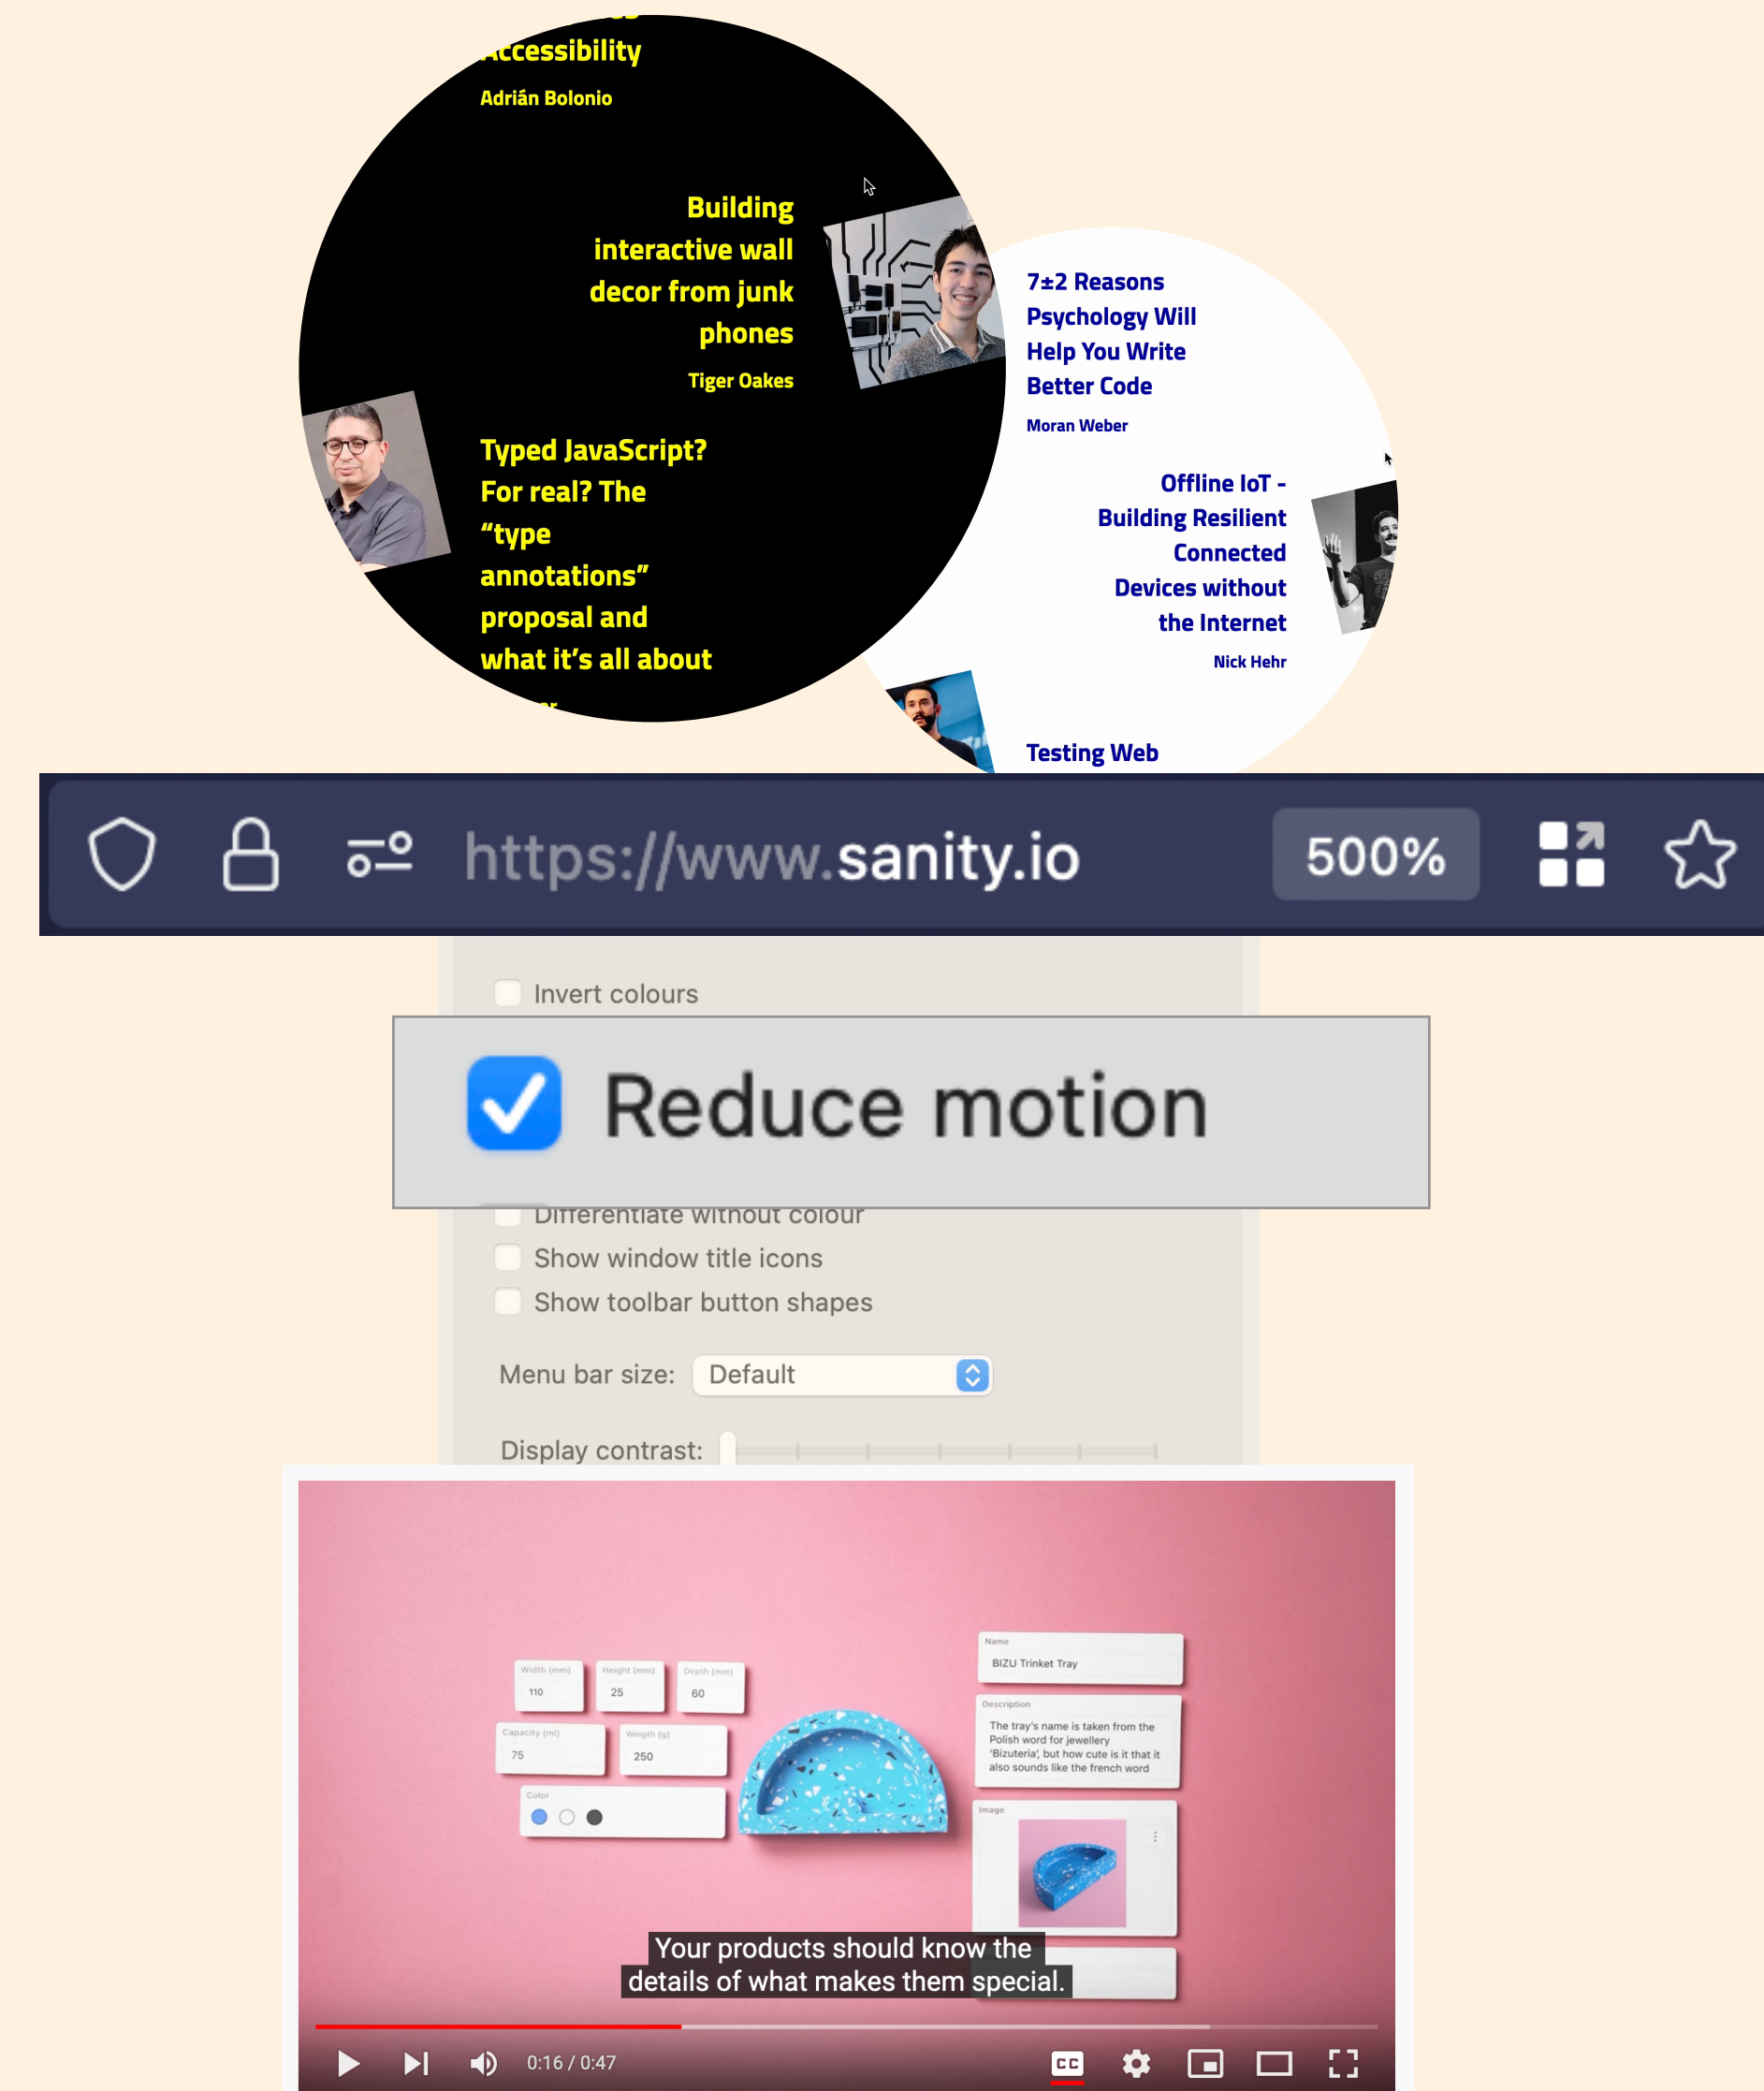 Accessibility
Adrián Bolonio
Building
interactive wall
decor from junk
phones
Tiger Oakes
Typed JavaScript?
For real? The
“type
annotations”
proposal and
what it’s all about
7±2 Reasons
Psychology Will
Help You Write
Better Code
Moran Weber
Offline IoT -
Building Resilient
Connected
Devices without
the Internet
Nick Hehr
Testing Web
https://www.sanity.io 500%
Invert colours
Reduce motion
Differentiate without colour
Show window title icons
Show toolbar button shapes
Menu bar size: Default
Display contrast:
Width (mm) Height (mm) Depth (mm)
110 25 60
Capacity (ml) Weigth (g)
75 250
Color
Name
BIZU Trinket Tray
Description
The tray's name is taken from the
Polish word for jewellery
'Bizuteria', but how cute is it that it
also sounds like the french word
Image
Your products should know the
details of what makes them special.
0:16 / 0:47
CC